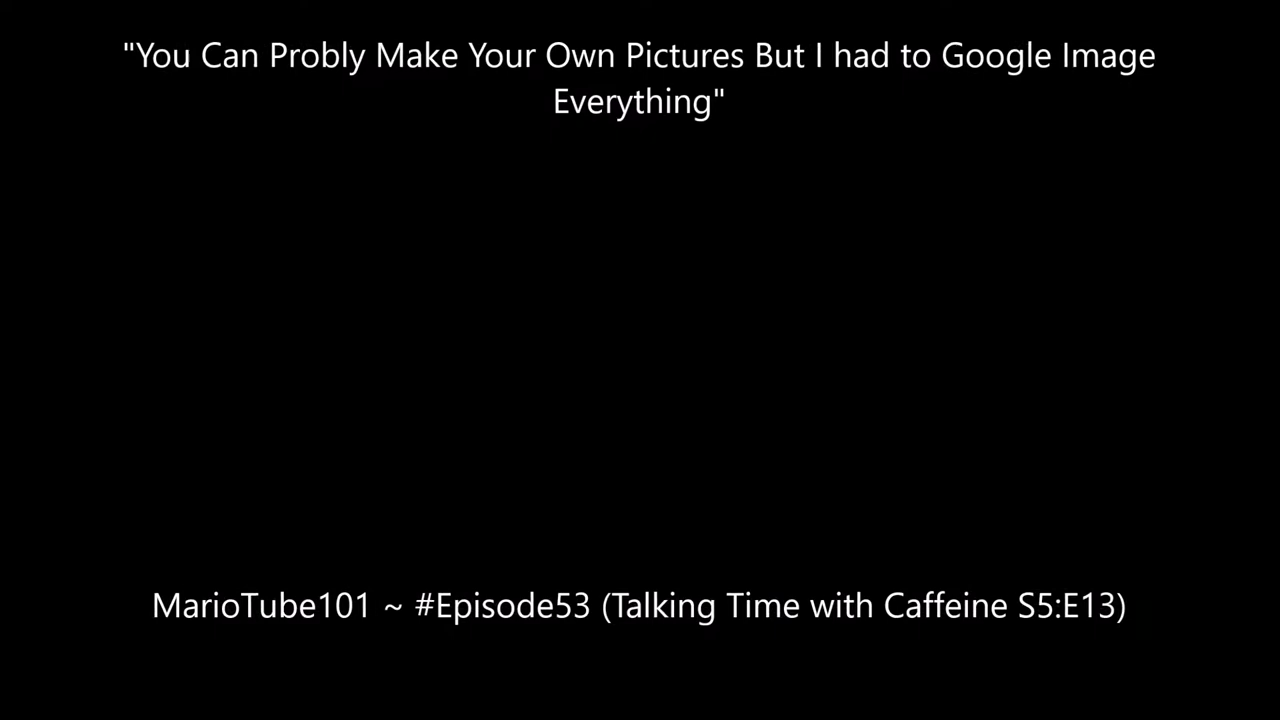 "You Can Probly Make Your Own Pictures But I had to Google Image
Everything"
MarioTube101 ~ #Episode53 (Talking Time with Caffeine S5:E13)